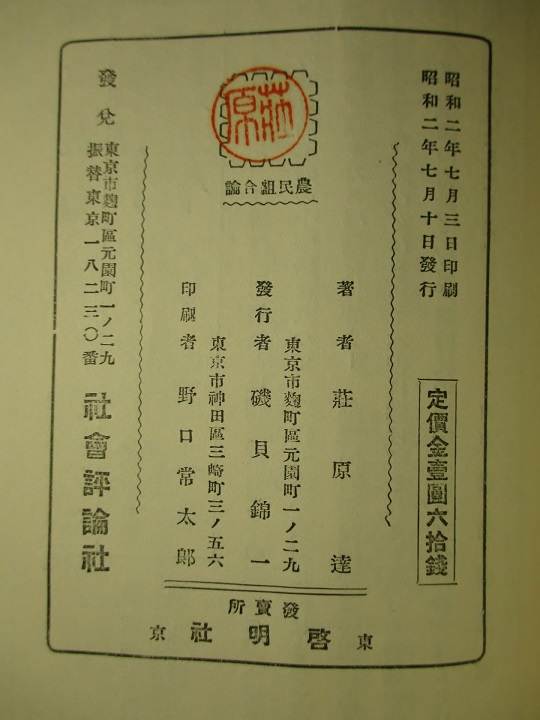 昭和二年七月三日印刷
昭和二年七月十日發行
定價金壹圓六拾錢
莊原
農民組合論
著者 莊原達
東京市麹町區元園町一ノ二九
發行者 磯貝錦一
東京市神田區三崎町三ノ五六
印刷者 野口常太郎
發兌
東京市麹町區元園町一ノ二九
振替東京一八二三〇番
社會評論社
發賣所
東京 啓明社